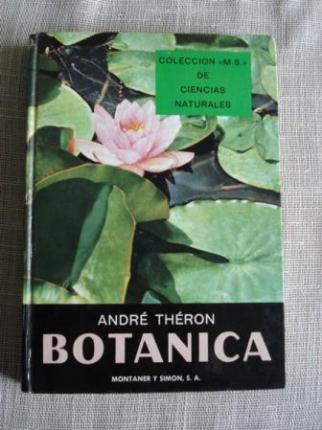 COLECCION «M.S.»
DE
CIENCIAS
NATURALES
ANDRÉ THÉRON
BOTANICA
MONTANER Y SIMON, S. A.